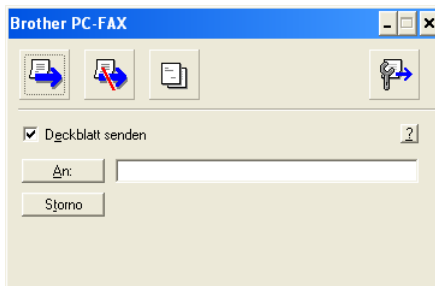 Brother PC-FAX
Deckblatt senden
?
An:
Storno